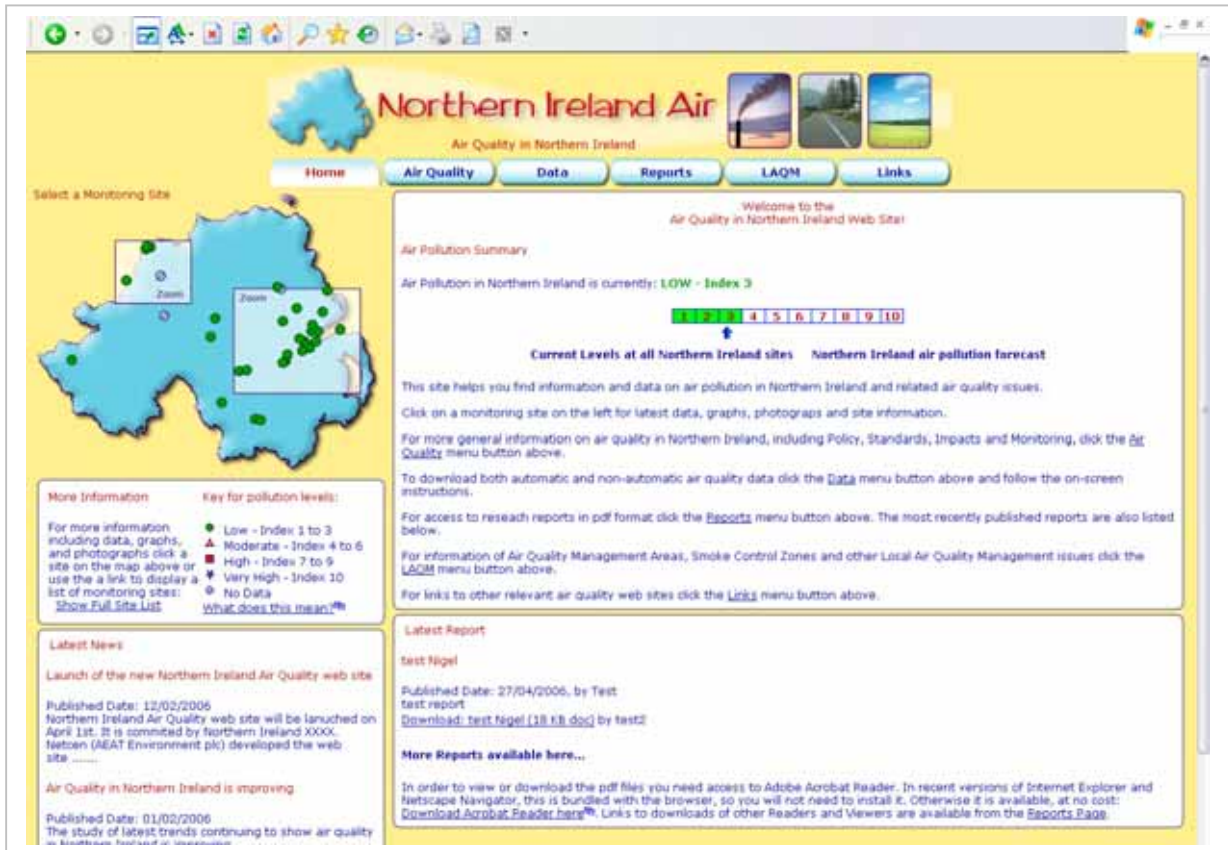 Northern Ireland Air
Air Quality in Northern Ireland
Home
Air Quality
Data
Reports
LAQM
Links
Select a Monitoring Site
Zoom
Zoom
More Information
For more information
including data, graphs,
and photographs click a
site on the map above or
use the a link to display a
list of monitoring sites:
Show Full Site List
Key for pollution levels:
Low - Index 1 to 3
Moderate - Index 4 to 6
High - Index 7 to 9
Very High - Index 10
No Data
What does this mean?
Latest News
Launch of the new Northern Ireland Air Quality web site
Published Date: 12/02/2006
Northern Ireland Air Quality web site will be lanuched on
April 1st. It is commited by Northern Ireland XXXX.
Netcen (AEAT Environment plc) developed the web
site .......
Air Quality in Northern Ireland is improving
Published Date: 01/02/2006
The study of latest trends continuing to show air quality
in Northern Ireland is improving
Welcome to the
Air Quality in Northern Ireland Web Site!
Air Pollution Summary
Air Pollution in Northern Ireland is currently: LOW - Index 3
1 2 3 4 5 6 7 8 9 10
Current Levels at all Northern Ireland sites Northern Ireland air pollution forecast
This site helps you find information and data on air pollution in Northern Ireland and related air quality issues.
Click on a monitoring site on the left for latest data, graphs, photograps and site information.
For more general information on air quality in Northern Ireland, including Policy, Standards, Impacts and Monitoring, click the Air
Quality menu button above.
To download both automatic and non-automatic air quality data click the Data menu button above and follow the on-screen
instructions.
For access to reseach reports in pdf format click the Reports menu button above. The most recently published reports are also listed
below.
For information of Air Quality Management Areas, Smoke Control Zones and other Local Air Quality Management issues click the
LAQM menu button above.
For links to other relevant air quality web sites click the Links menu button above.
Latest Report
test Nigel
Published Date: 27/04/2006, by Test
test report
Download: test Nigel (18 KB doc) by test2
More Reports available here...
In order to view or download the pdf files you need access to Adobe Acrobat Reader. In recent versions of Internet Explorer and
Netscape Navigator, this is bundled with the browser, so you will not need to install it. Otherwise it is available, at no cost:
Download Acrobat Reader here. Links to downloads of other Readers and Viewers are available from the Reports Page.